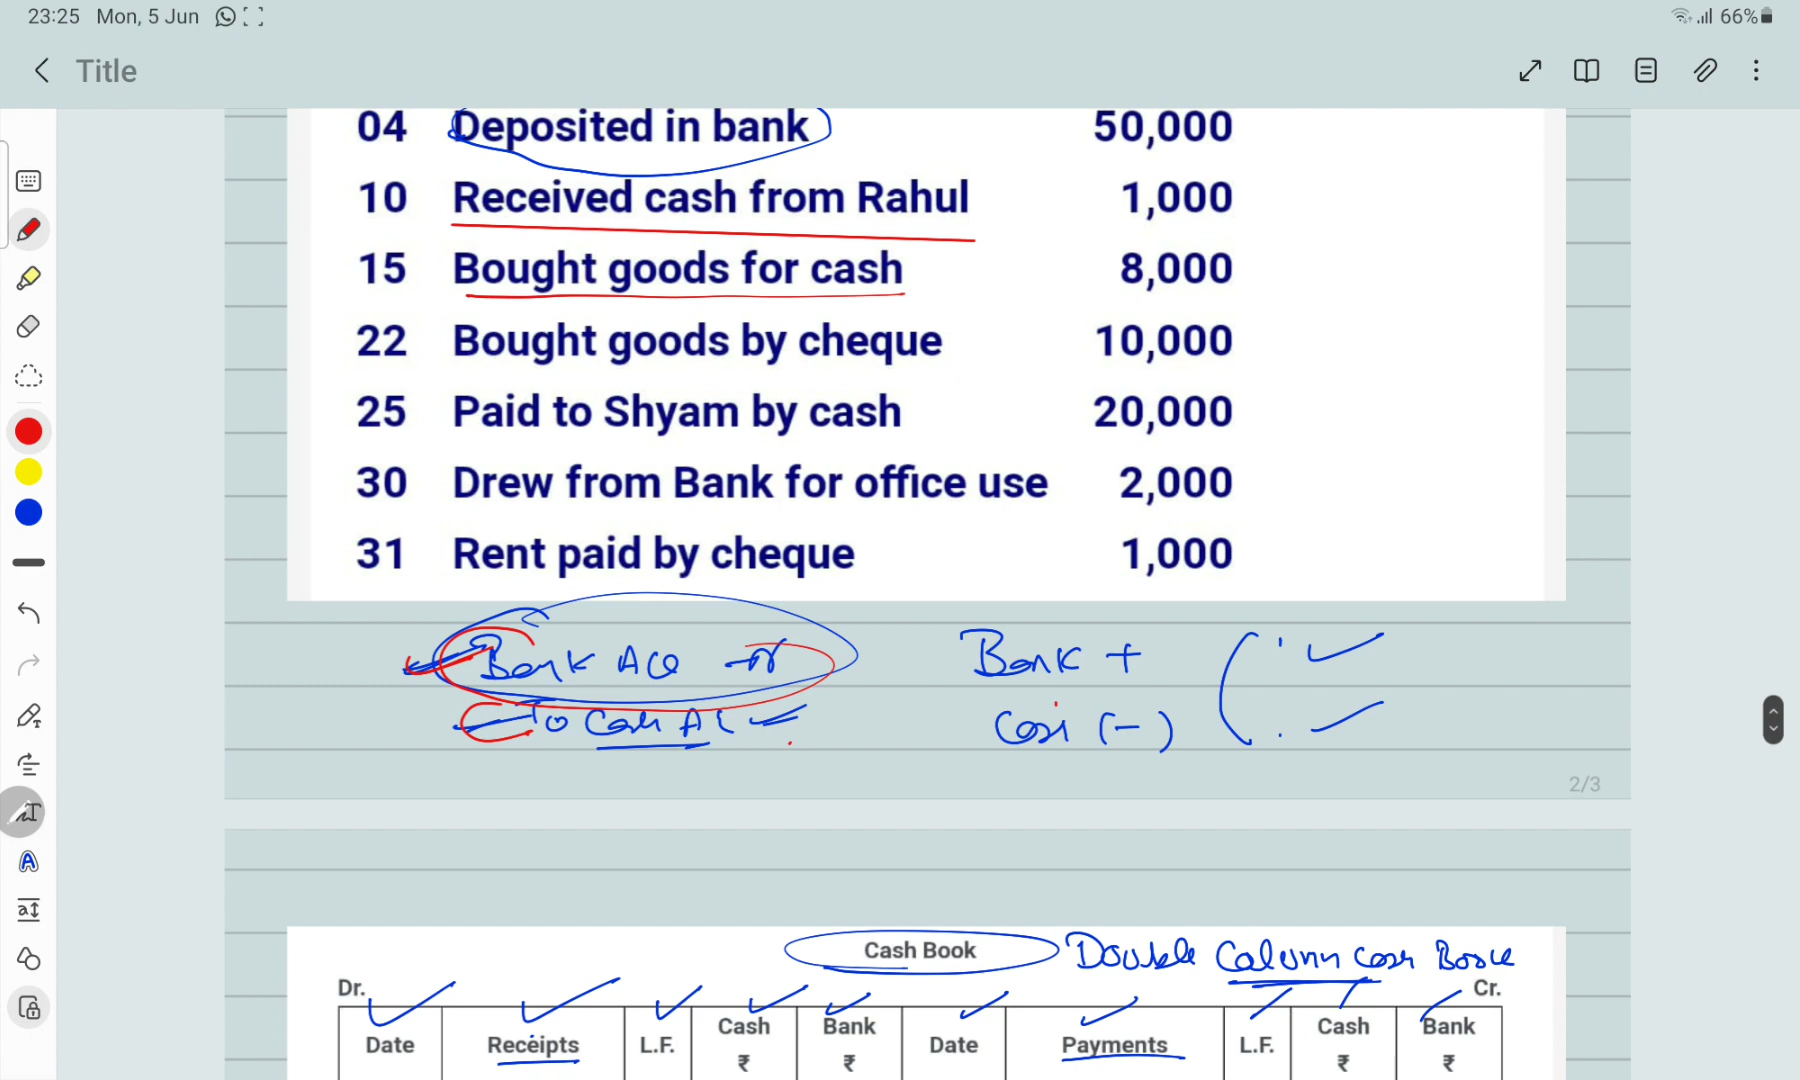 23:25 Mon, 5 Jun
66%
Title
04 Deposited in bank 50,000
10 Received cash from Rahul 1,000
15 Bought goods for cash 8,000
22 Bought goods by cheque 10,000
25 Paid to Shyam by cash 20,000
30 Drew from Bank for office use 2,000
31 Rent paid by cheque 1,000
Bank A/c Dr Bank +
To Cash A/c Cash (-)
2/3
Cash Book Double Column Cash Book
Dr. Cr.
Date Receipts L.F. Cash ₹ Bank ₹ Date Payments L.F. Cash ₹ Bank ₹